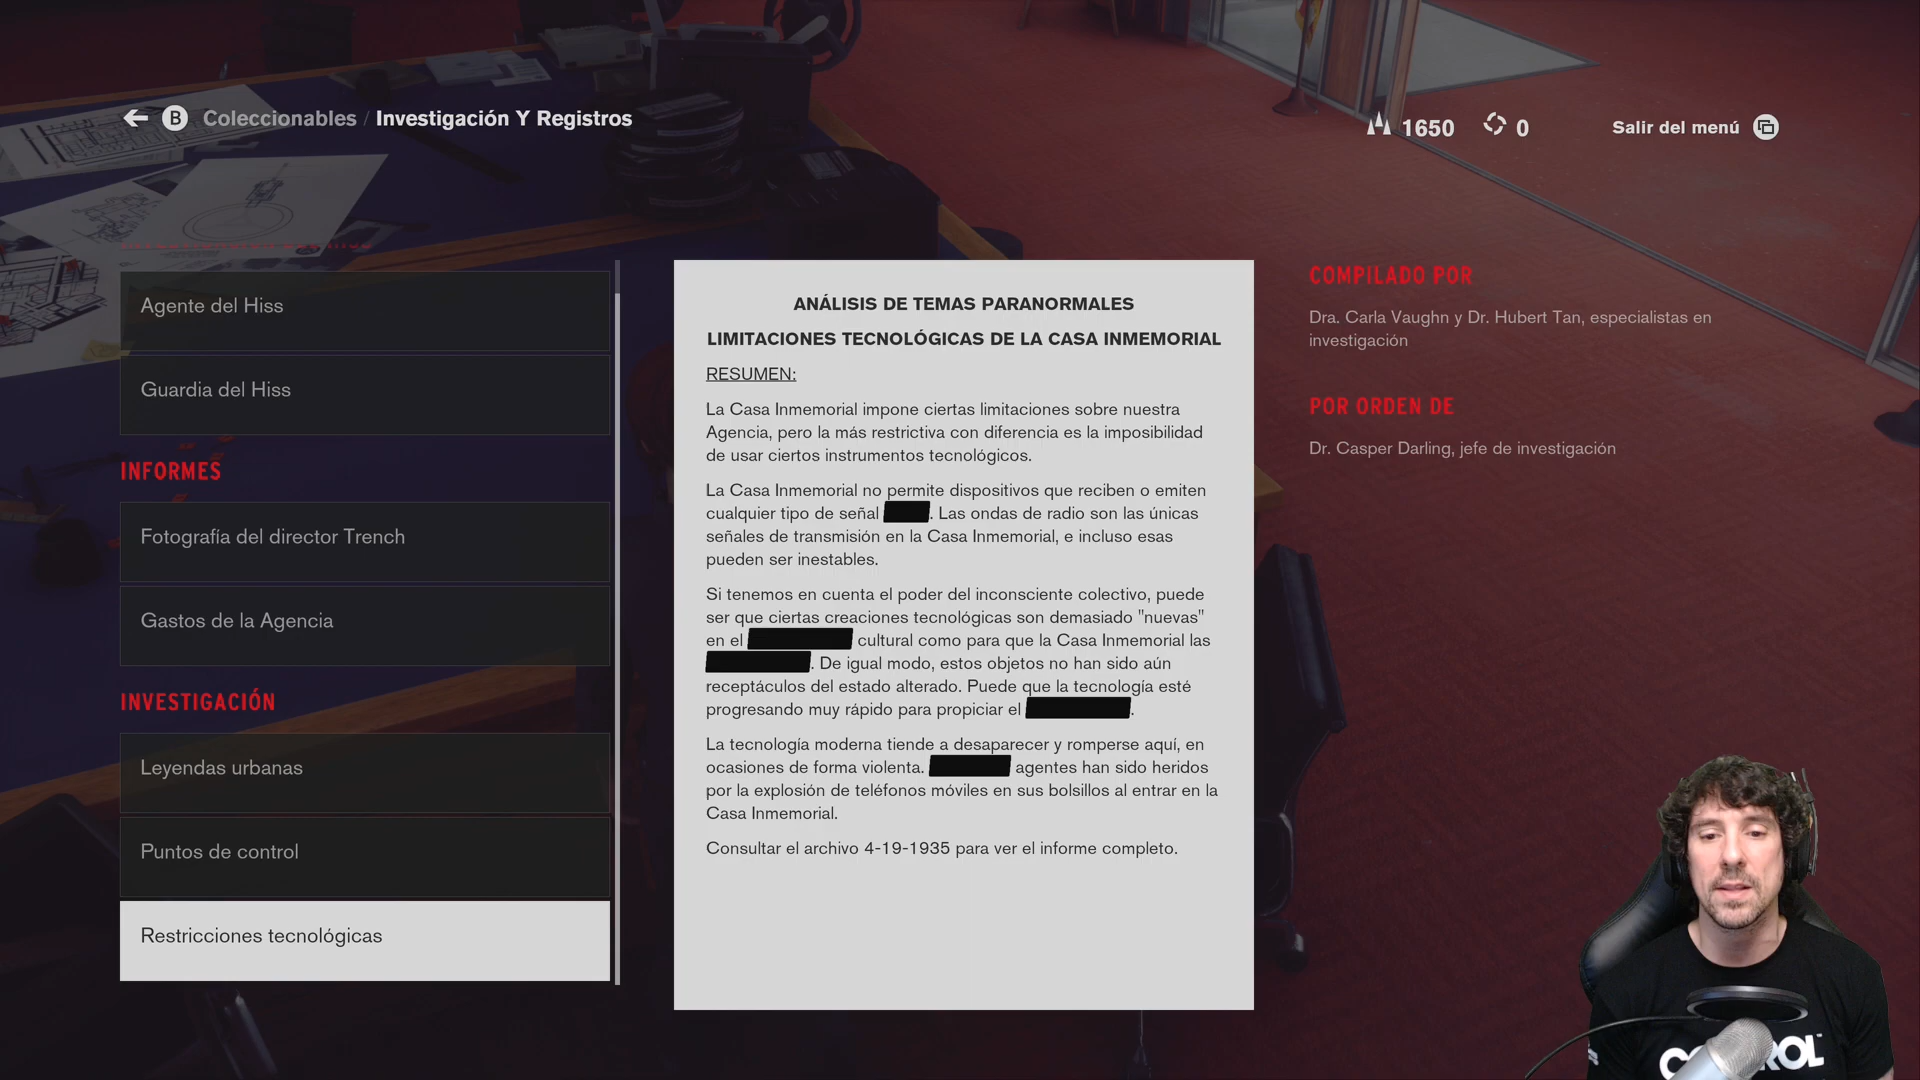 B Coleccionables / Investigación Y Registros
1650 0 Salir del menú
Agente del Hiss
Guardia del Hiss
INFORMES
Fotografía del director Trench
Gastos de la Agencia
INVESTIGACIÓN
Leyendas urbanas
Puntos de control
Restricciones tecnológicas
ANÁLISIS DE TEMAS PARANORMALES
LIMITACIONES TECNOLÓGICAS DE LA CASA INMEMORIAL
RESUMEN:
La Casa Inmemorial impone ciertas limitaciones sobre nuestra
Agencia, pero la más restrictiva con diferencia es la imposibilidad
de usar ciertos instrumentos tecnológicos.
La Casa Inmemorial no permite dispositivos que reciben o emiten
cualquier tipo de señal . Las ondas de radio son las únicas
señales de transmisión en la Casa Inmemorial, e incluso esas
pueden ser inestables.
Si tenemos en cuenta el poder del inconsciente colectivo, puede
ser que ciertas creaciones tecnológicas son demasiado "nuevas"
en el cultural como para que la Casa Inmemorial las
. De igual modo, estos objetos no han sido aún
receptáculos del estado alterado. Puede que la tecnología esté
progresando muy rápido para propiciar el .
La tecnología moderna tiende a desaparecer y romperse aquí, en
ocasiones de forma violenta. agentes han sido heridos
por la explosión de teléfonos móviles en sus bolsillos al entrar en la
Casa Inmemorial.
Consultar el archivo 4-19-1935 para ver el informe completo.
COMPILADO POR
Dra. Carla Vaughn y Dr. Hubert Tan, especialistas en
investigación
POR ORDEN DE
Dr. Casper Darling, jefe de investigación